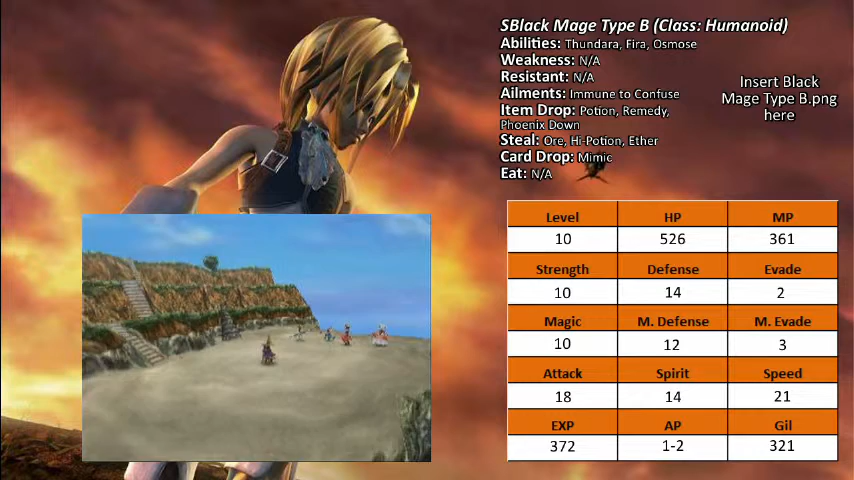 SBlack Mage Type B (Class: Humanoid)
Abilities: Thundara, Fira, Osmose
Weakness: N/A
Resistant: N/A
Ailments: Immune to Confuse
Item Drop: Potion, Remedy,
Phoenix Down
Steal: Ore, Hi-Potion, Ether
Card Drop: Mimic
Eat: N/A
Insert Black
Mage Type B.png
here
Level HP MP
10 526 361
Strength Defense Evade
10 14 2
Magic M. Defense M. Evade
10 12 3
Attack Spirit Speed
18 14 21
EXP AP Gil
372 1-2 321